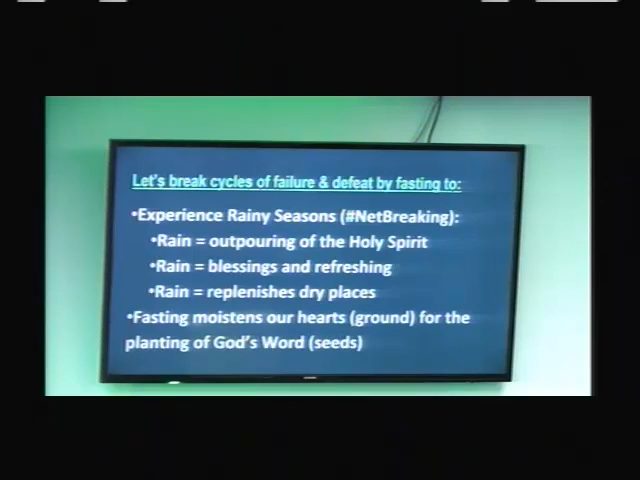 Let's break cycles of failure & defeat by fasting to:
•Experience Rainy Seasons (#NetBreaking):
•Rain = outpouring of the Holy Spirit
•Rain = blessings and refreshing
•Rain = replenishes dry places
•Fasting moistens our hearts (ground) for the
planting of God's Word (seeds)